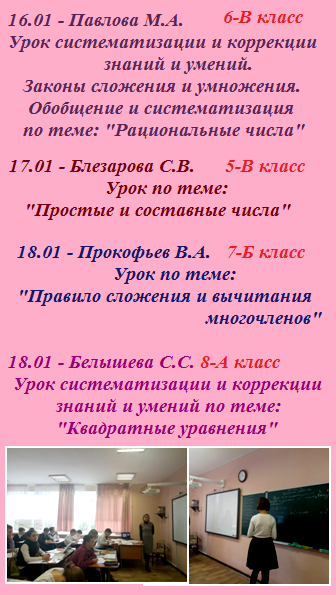 16.01 - Павлова М.А. 6-В класс
Урок систематизации и коррекции
знаний и умений.
Законы сложения и умножения.
Обобщение и систематизация
по теме: "Рациональные числа"
17.01 - Блезарова С.В. 5-В класс
Урок по теме:
"Простые и составные числа"
18.01 - Прокофьев В.А. 7-Б класс
Урок по теме:
"Правило сложения и вычитания
многочленов"
18.01 - Белышева С.С. 8-А класс
Урок систематизации и коррекции
знаний и умений по теме:
"Квадратные уравнения"